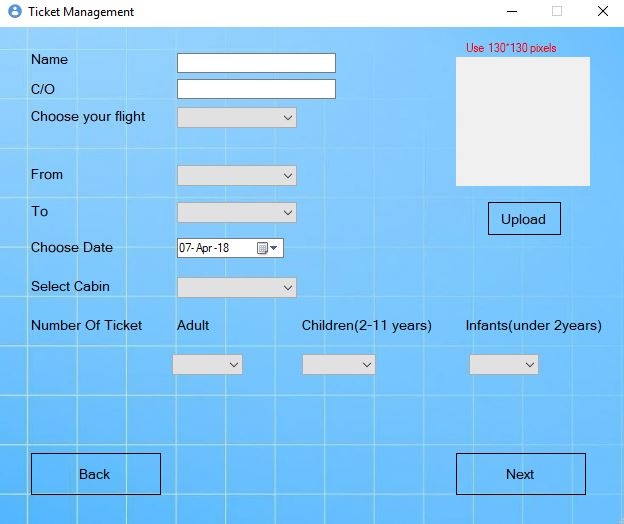 Ticket Management
Use 130*130 pixels
Name
C/O
Choose your flight
From
To
Upload
Choose Date 07-Apr-18
Select Cabin
Number Of Ticket Adult Children(2-11 years) Infants(under 2years)
Back Next